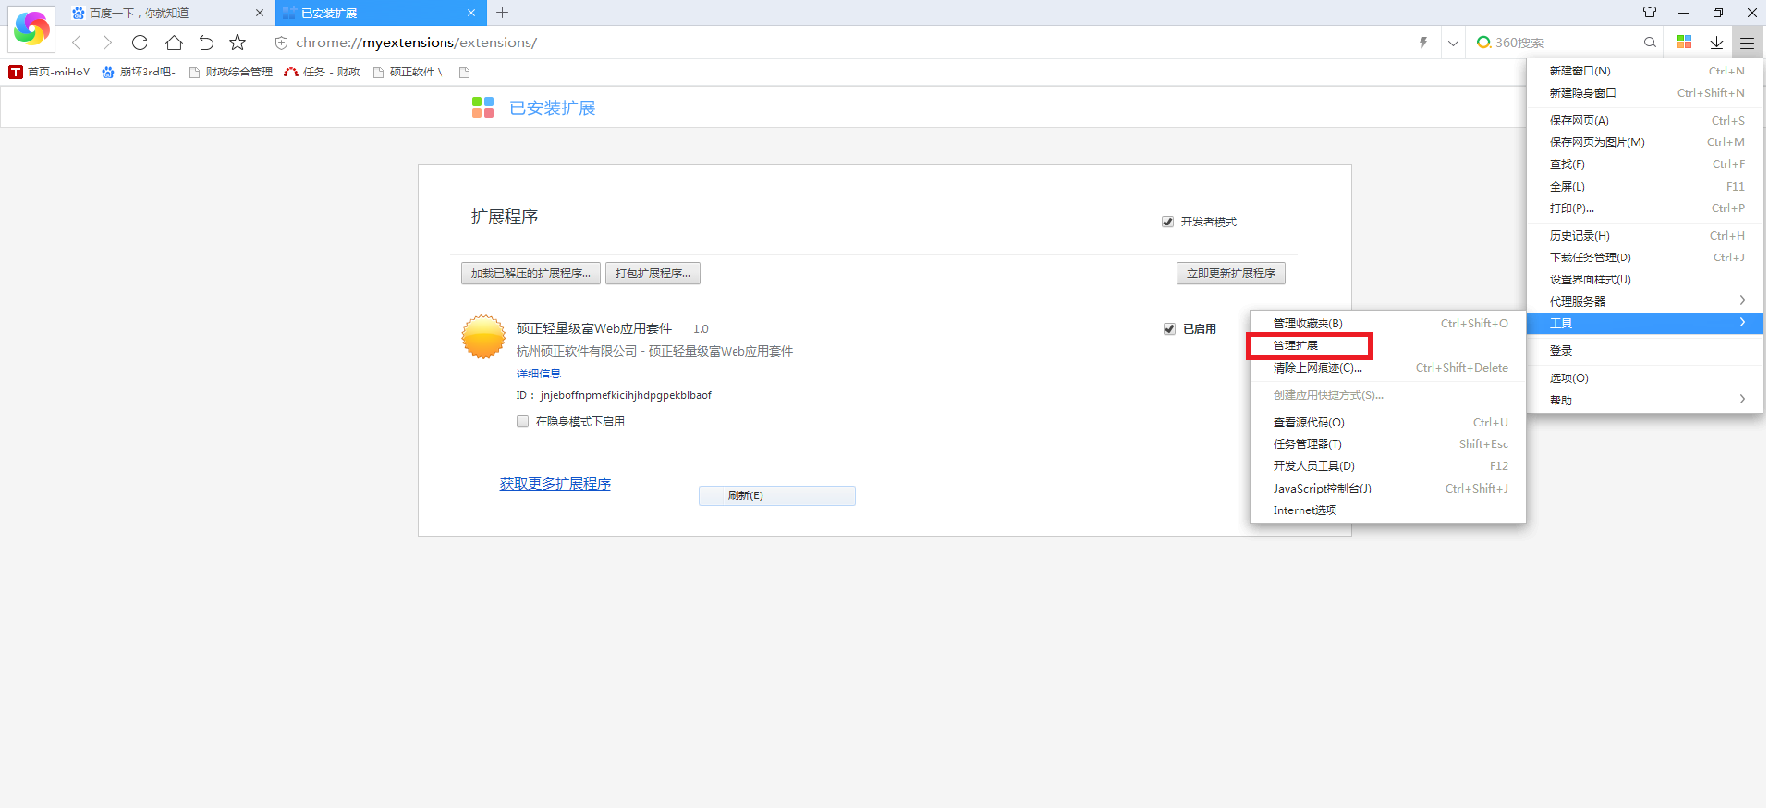 百度一下，你就知道
已安装扩展
chrome://myextensions/extensions/
360搜索
首页-miHoY
崩坏3rd吧-
财政综合管理
任务 - 财政
硕正软件 \
已安装扩展
扩展程序
开发者模式
加载已解压的扩展程序...
打包扩展程序...
立即更新扩展程序
硕正轻量级富Web应用套件 1.0
已启用
杭州硕正软件有限公司 - 硕正轻量级富Web应用套件
详细信息
ID： jnjeboffnpmefkicihjhdpgpekblbaof
在隐身模式下启用
获取更多扩展程序
刷新(E)
新建窗口(N) Ctrl+N
新建隐身窗口 Ctrl+Shift+N
保存网页(A) Ctrl+S
保存网页为图片(M) Ctrl+M
查找(F) Ctrl+F
全屏(L) F11
打印(P)... Ctrl+P
历史记录(H) Ctrl+H
下载任务管理(D) Ctrl+J
设置界面样式(U)
代理服务器
工具
登录
选项(O)
帮助
管理收藏夹(B) Ctrl+Shift+O
管理扩展
清除上网痕迹(C)... Ctrl+Shift+Delete
创建应用快捷方式(S)...
查看源代码(O) Ctrl+U
任务管理器(T) Shift+Esc
开发人员工具(D) F12
JavaScript控制台(J) Ctrl+Shift+J
Internet选项